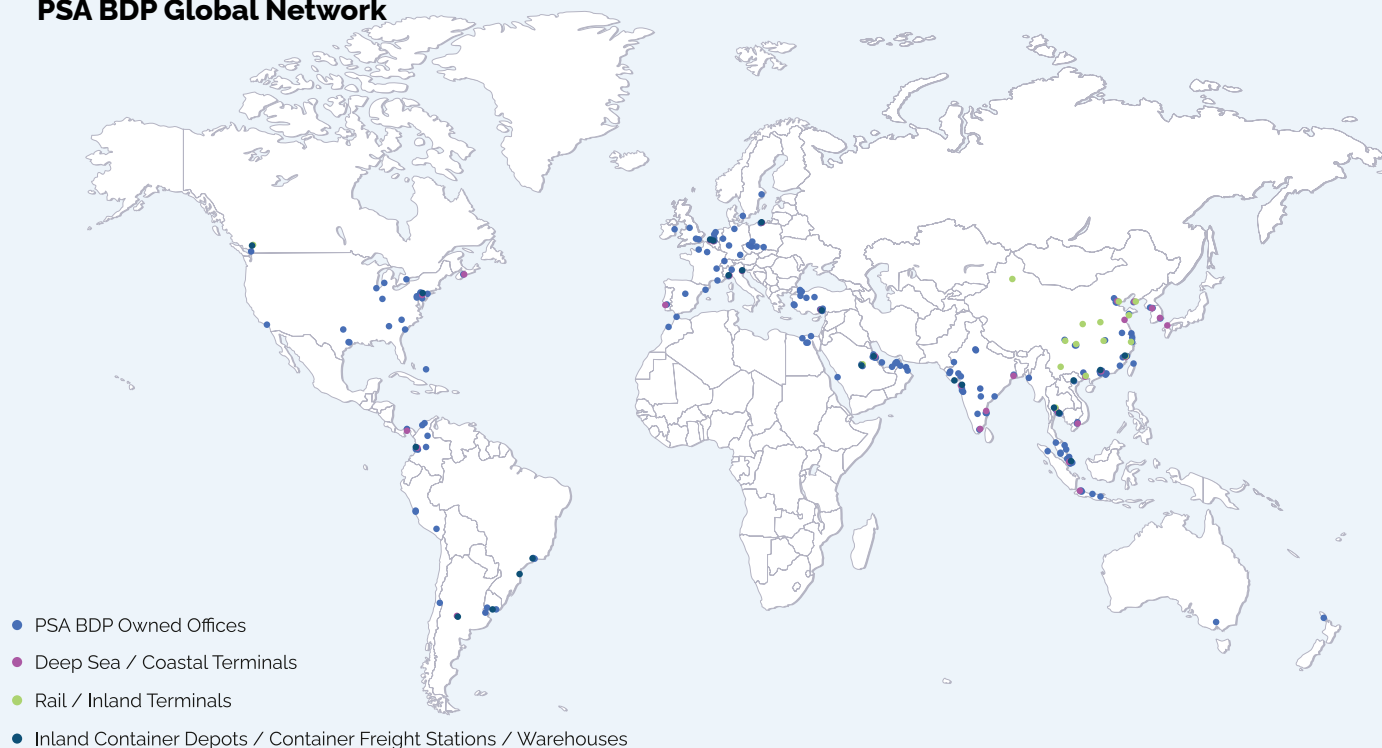 PSA BDP Global Network
PSA BDP Owned Offices
Deep Sea / Coastal Terminals
Rail / Inland Terminals
Inland Container Depots / Container Freight Stations / Warehouses